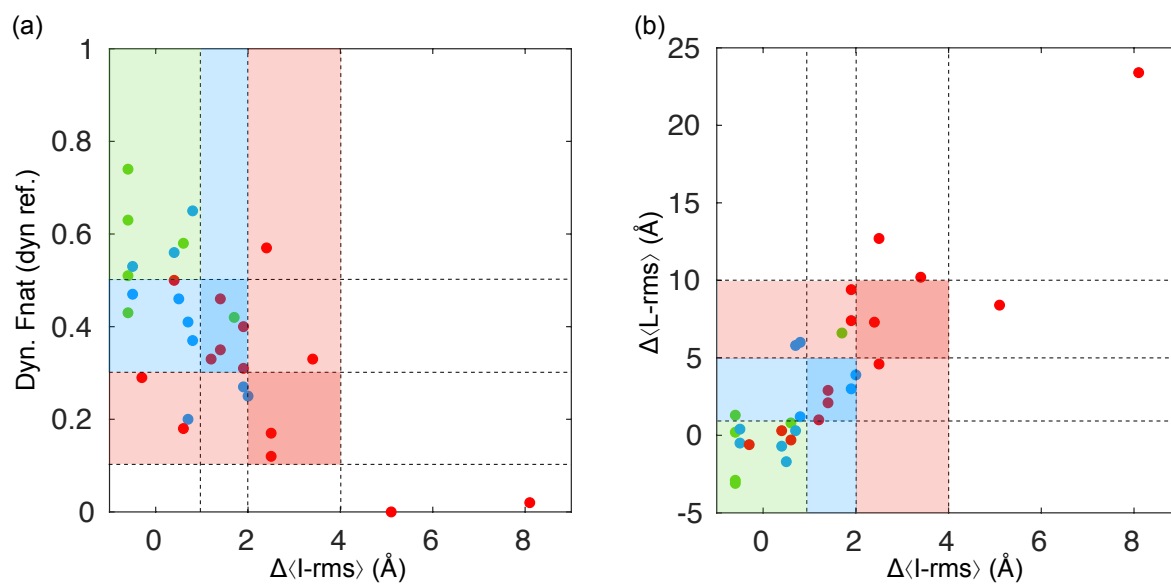 (a)
1
0.8
0.6
0.4
0.2
0
Dyn. Fnat (dyn ref.)
0 2 4 6 8
Δ⟨I-rms⟩ (Å)
(b)
25
20
15
10
5
0
-5
Δ⟨L-rms⟩ (Å)
0 2 4 6 8
Δ⟨I-rms⟩ (Å)